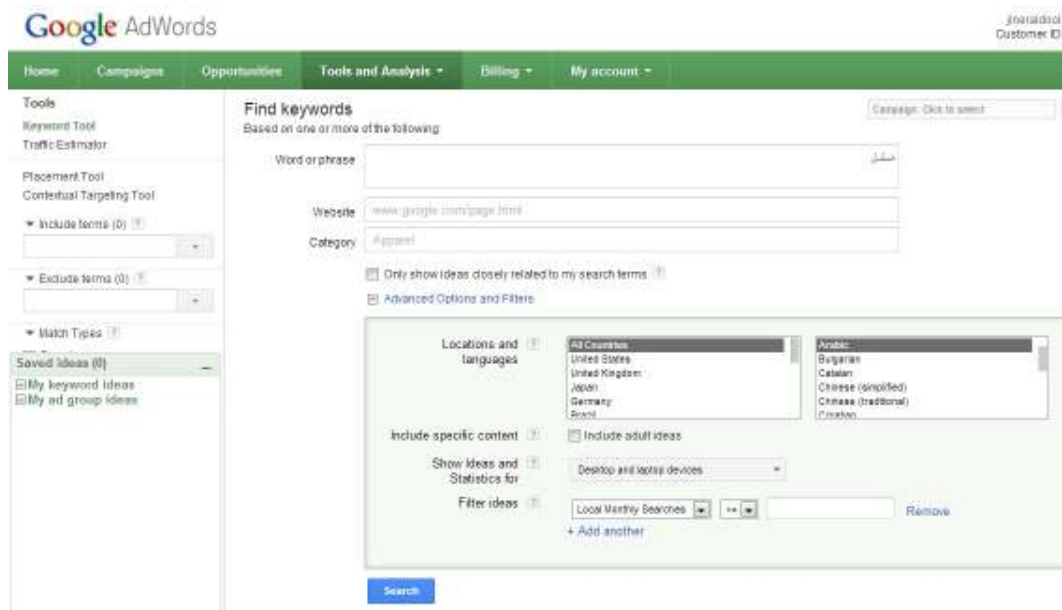 Google AdWords
Customer ID
Home Campaigns Opportunities Tools and Analysis Billing My account
Tools
Keyword Tool
Traffic Estimator
Placement Tool
Contextual Targeting Tool
Include terms (0) ?
Exclude terms (0) ?
Match Types ?
Saved Ideas (0)
My keyword ideas
My ad group ideas
Find keywords
Based on one or more of the following:
Campaign: Click to select
Word or phrase
Website www.google.com/page.html
Category Apparel
Only show ideas closely related to my search terms ?
Advanced Options and Filters
Locations and languages ?
All Countries
United States
United Kingdom
Japan
Germany
Brazil
Arabic
Bulgarian
Catalan
Chinese (simplified)
Chinese (traditional)
Croatian
Include specific content ? Include adult ideas
Show Ideas and Statistics for ? Desktop and laptop devices
Filter ideas ? Local Monthly Searches >= Remove
+ Add another
Search